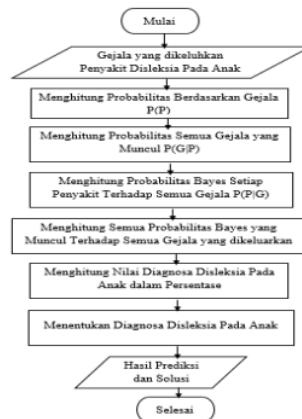 Mulai
Gejala yang dikeluhkan
Penyakit Disleksia Pada Anak
Menghitung Probabilitas Berdasarkan Gejala
P(P)
Menghitung Probabilitas Semua Gejala yang
Muncul P(G|P)
Menghitung Probabilitas Bayes Setiap
Penyakit Terhadap Semua Gejala P(P|G)
Menghitung Semua Probabilitas Bayes yang
Muncul Terhadap Semua Gejala yang dikeluarkan
Menghitung Nilai Diagnosa Disleksia Pada
Anak dalam Persentase
Menentukan Diagnosa Disleksia Pada Anak
Hasil Prediksi
dan Solusi
Selesai